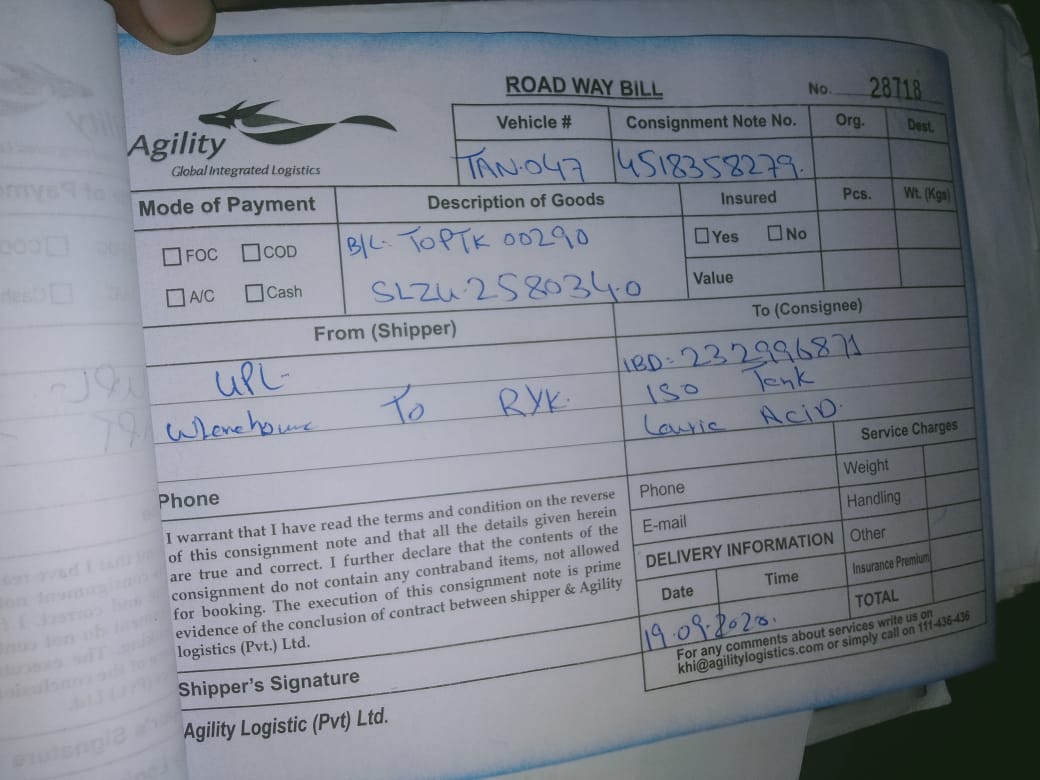 ROAD WAY BILL
No. 28718
Agility
Global Integrated Logistics
Vehicle # Consignment Note No. Org. Dest.
TAN-047 4518358279.
Mode of Payment Description of Goods Insured Pcs. Wt. (Kgs)
FOC COD B/L- TOPTK 00290 Yes No
A/C Cash SLZU-258034-0 Value
From (Shipper) To (Consignee)
UPL- IBD = 232996871
To RYK. ISO Tank
Lauric AciD.
Service Charges
Phone Phone Weight
E-mail Handling
DELIVERY INFORMATION Other
Date Time Insurance Premium
19.09.2020. TOTAL
I warrant that I have read the terms and condition on the reverse
of this consignment note and that all the details given herein
are true and correct. I further declare that the contents of the
consignment do not contain any contraband items, not allowed
for booking. The execution of this consignment note is prime
evidence of the conclusion of contract between shipper & Agility
logistics (Pvt.) Ltd.
For any comments about services write us on
khi@agilitylogistics.com or simply call on 111-436-436
Shipper's Signature
Agility Logistic (Pvt) Ltd.